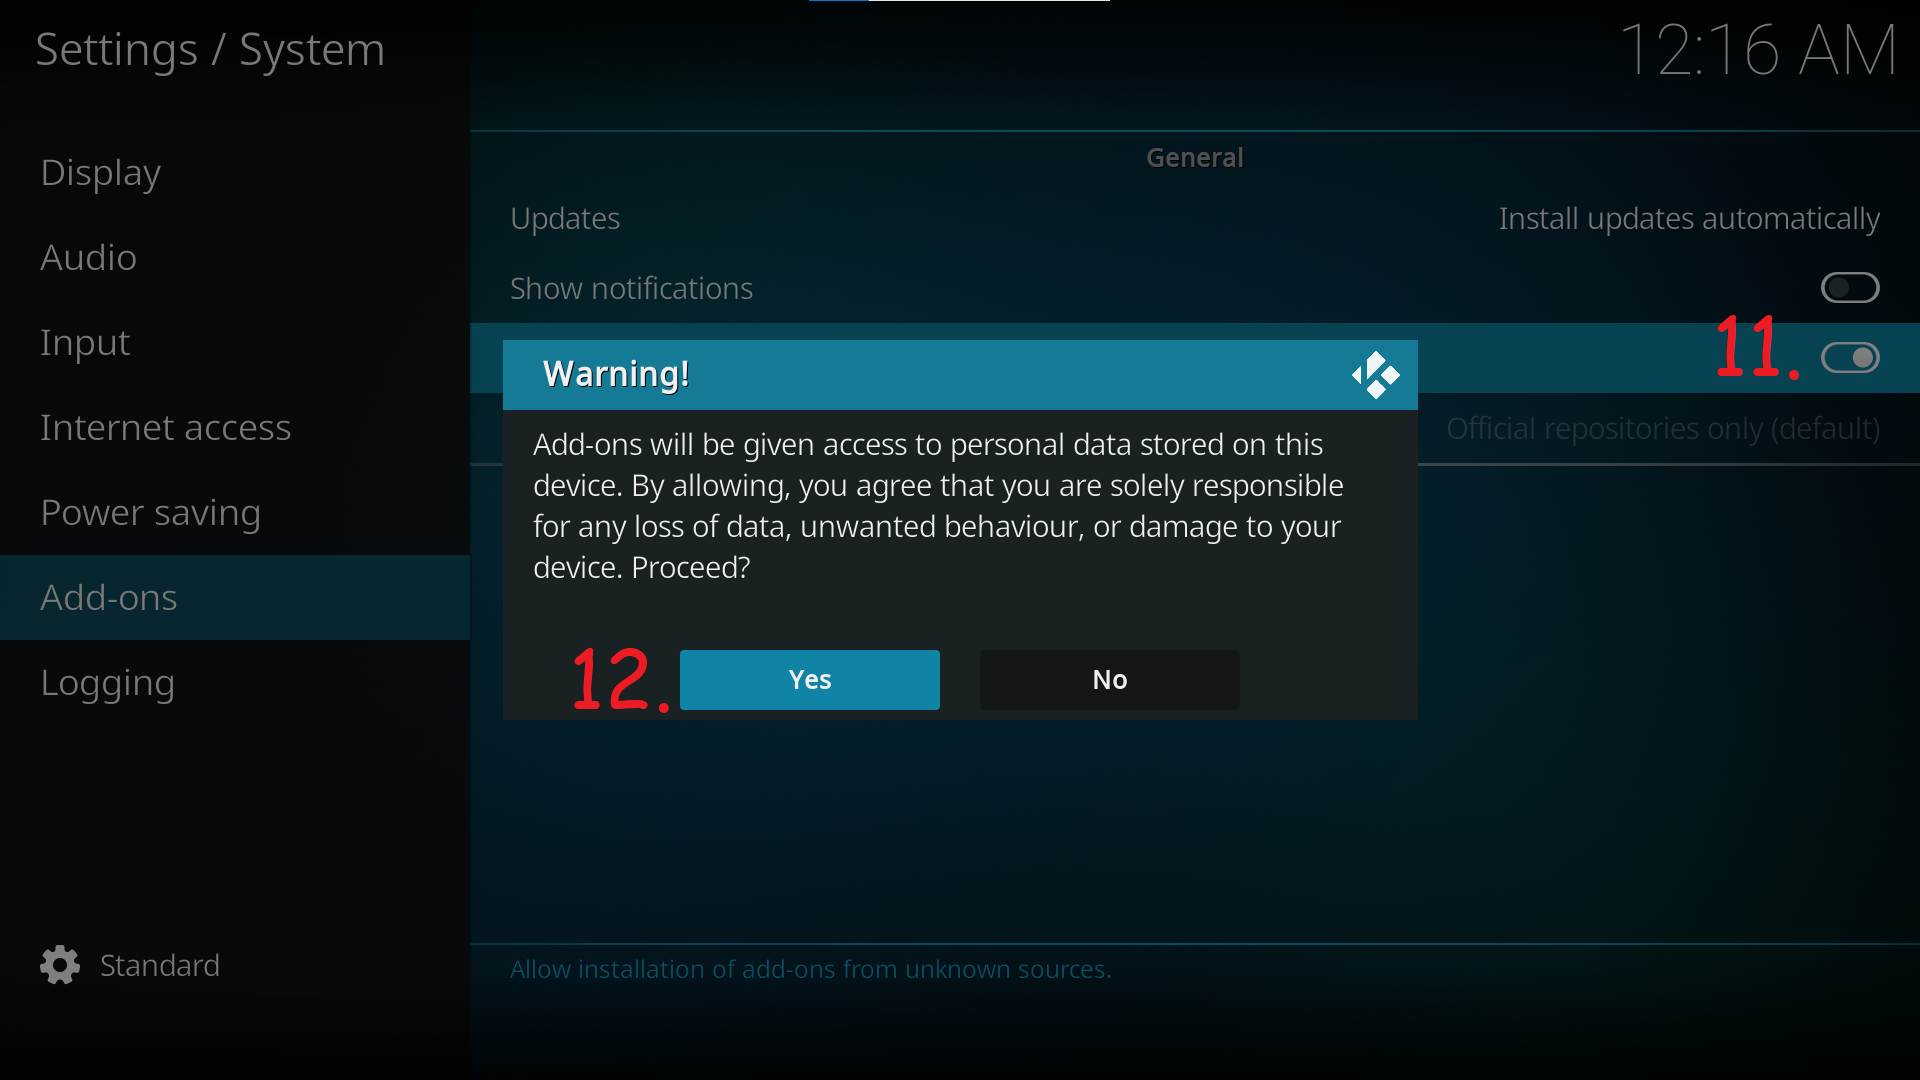 Settings / System
12:16 AM
Display
Audio
Input
Internet access
Power saving
Add-ons
Logging
Standard
General
Updates
Install updates automatically
Show notifications
11.
Official repositories only (default)
Warning!
Add-ons will be given access to personal data stored on this
device. By allowing, you agree that you are solely responsible
for any loss of data, unwanted behaviour, or damage to your
device. Proceed?
12.
Yes
No
Allow installation of add-ons from unknown sources.